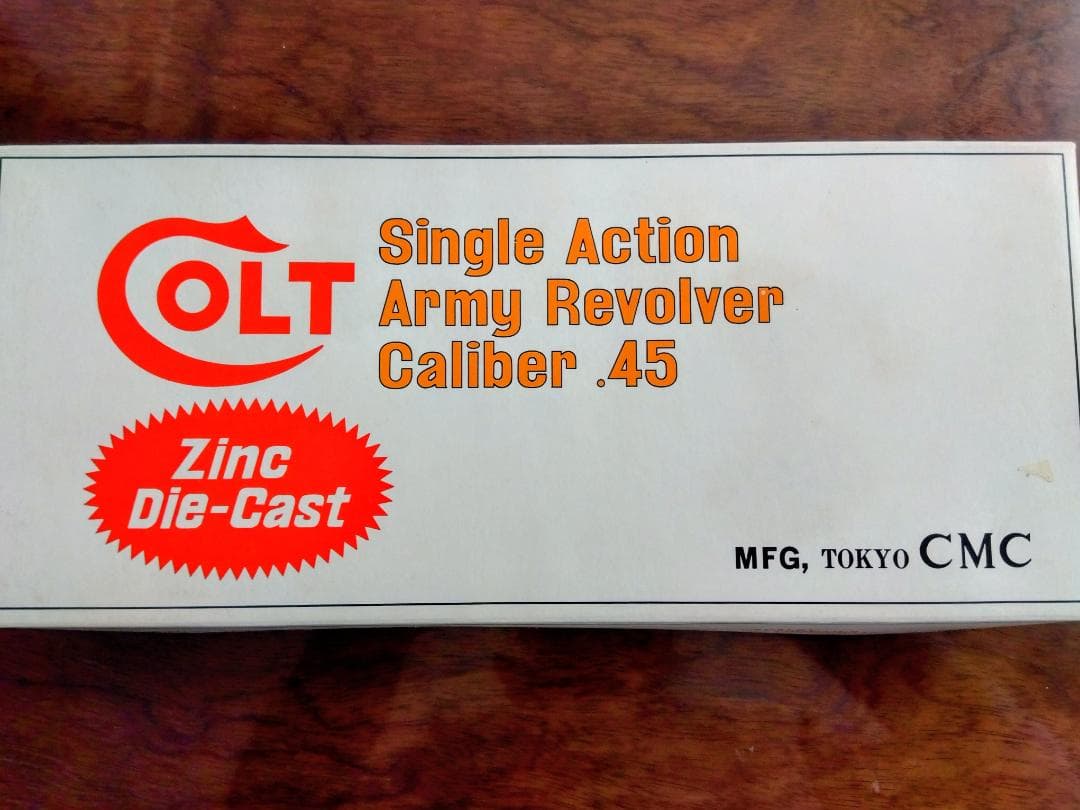 COLT
Single Action
Army Revolver
Caliber .45
Zinc
Die-Cast
MFG, TOKYO CMC